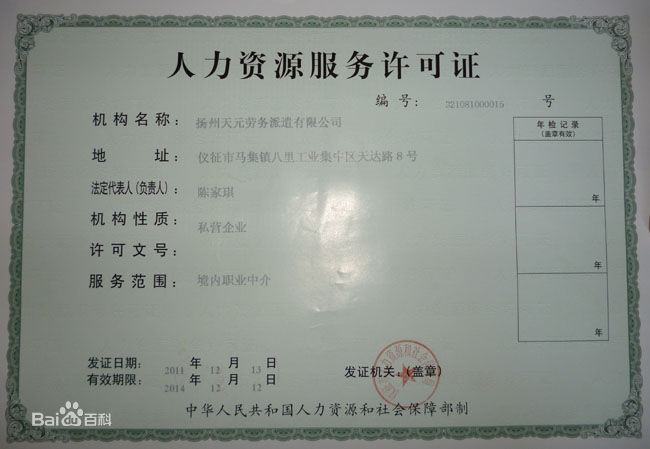 人力资源服务许可证
编 号： 321081000015 号
机构名称： 扬州天元劳务派遣有限公司
地 址： 仪征市马集镇八里工业集中区天达路8号
法定代表人(负责人)： 陈家琪
机构性质： 私营企业
许可文号：
服务范围： 境内职业中介
年检记录
(盖章有效)
年
年
年
发证日期： 2011 年 12 月 13 日
有效期限： 2014 年 12 月 12 日
发证机关：(盖章)
中华人民共和国人力资源和社会保障部制
Bai百科